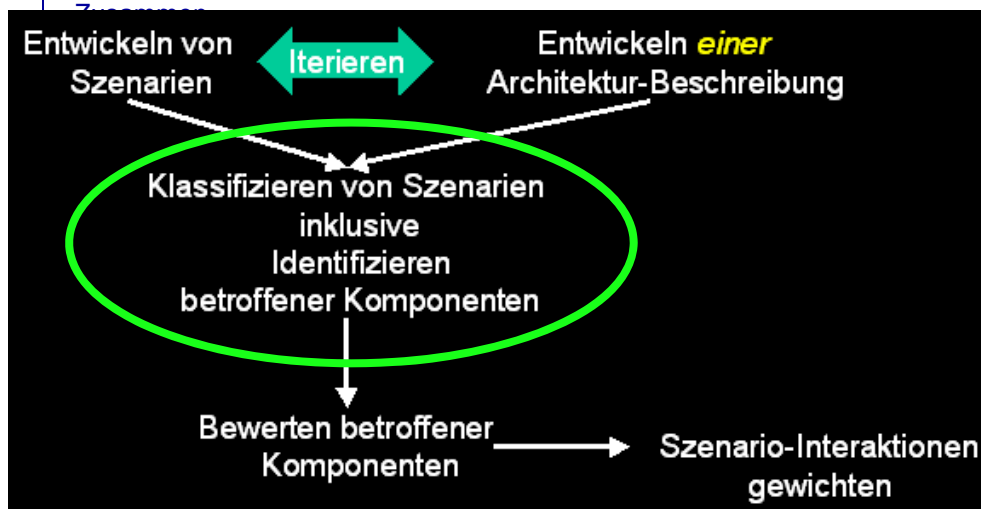 Entwickeln von
Szenarien
Iterieren
Entwickeln einer
Architektur-Beschreibung
Klassifizieren von Szenarien
inklusive
Identifizieren
betroffener Komponenten
Bewerten betroffener
Komponenten
Szenario-Interaktionen
gewichten